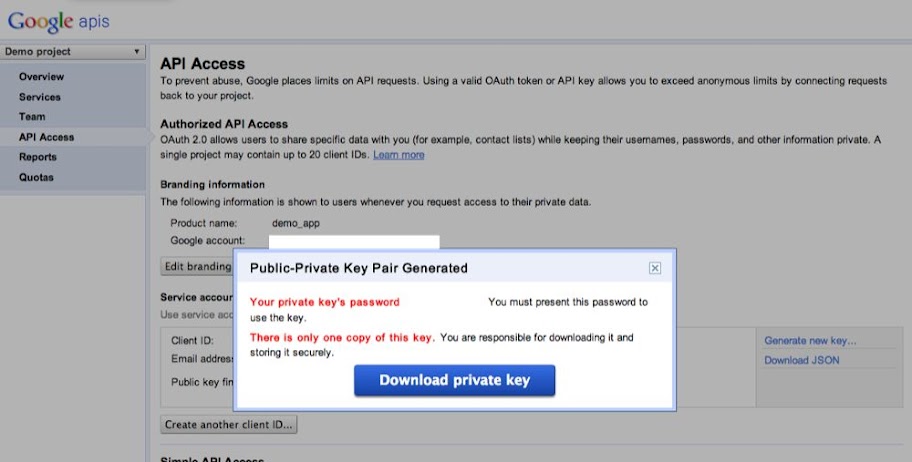 Google apis
Demo project
Overview
Services
Team
API Access
Reports
Quotas
API Access
To prevent abuse, Google places limits on API requests. Using a valid OAuth token or API key allows you to exceed anonymous limits by connecting requests
back to your project.
Authorized API Access
OAuth 2.0 allows users to share specific data with you (for example, contact lists) while keeping their usernames, passwords, and other information private. A
single project may contain up to 20 client IDs. Learn more
Branding information
The following information is shown to users whenever you request access to their private data.
Product name: demo_app
Google account:
Edit branding
Public-Private Key Pair Generated
Your private key's password You must present this password to
use the key.
There is only one copy of this key. You are responsible for downloading it and
storing it securely.
Download private key
Service accoun
Use service acc
Client ID:
Email address
Public key fin
Generate new key...
Download JSON
Create another client ID...
Simple API Access